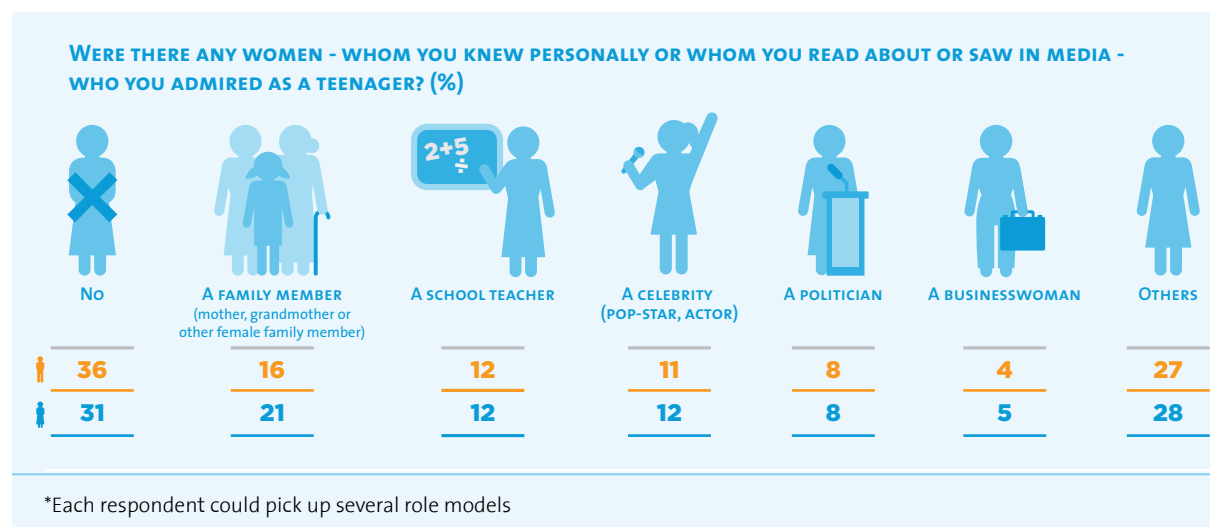 WERE THERE ANY WOMEN - WHOM YOU KNEW PERSONALLY OR WHOM YOU READ ABOUT OR SAW IN MEDIA -
WHO YOU ADMIRED AS A TEENAGER? (%)
2+5
÷
NO
A FAMILY MEMBER
(mother, grandmother or
other female family member)
A SCHOOL TEACHER
A CELEBRITY
(POP-STAR, ACTOR)
A POLITICIAN
A BUSINESSWOMAN
OTHERS
36 16 12 11 8 4 27
31 21 12 12 8 5 28
*Each respondent could pick up several role models